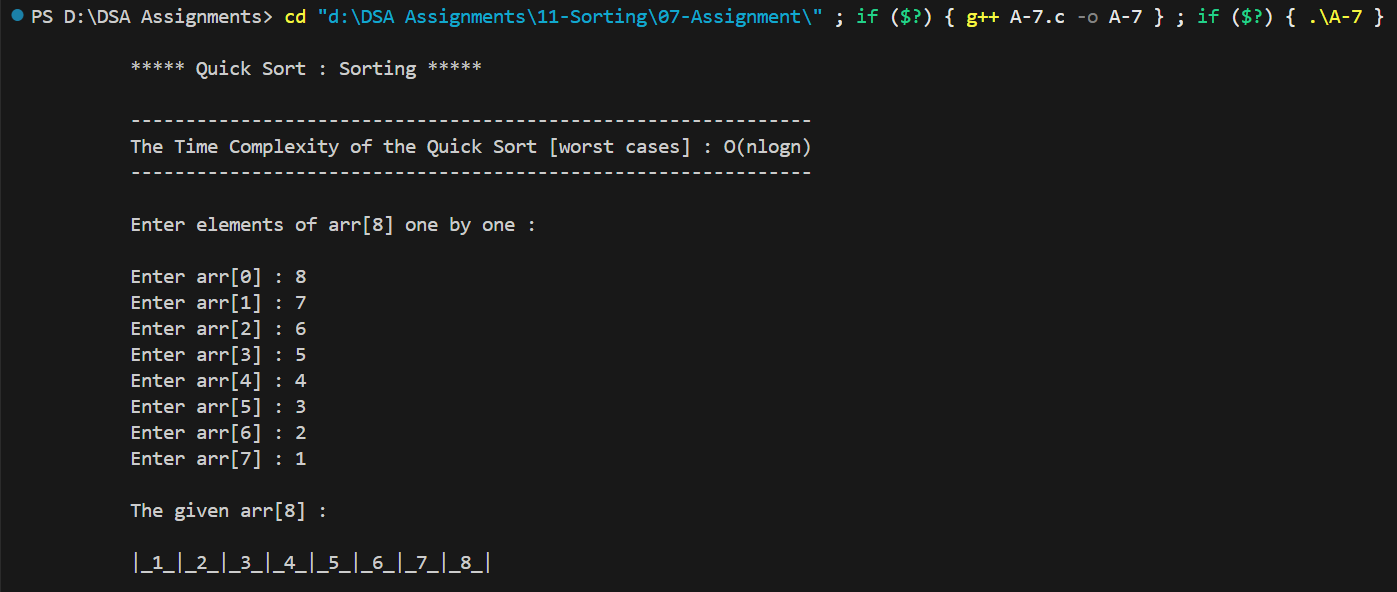 PS D:\DSA Assignments> cd "d:\DSA Assignments\11-Sorting\07-Assignment\" ; if ($?) { g++ A-7.c -o A-7 } ; if ($?) { .\A-7 }
***** Quick Sort : Sorting *****
--------------------------------------------------------------
The Time Complexity of the Quick Sort [worst cases] : O(nlogn)
--------------------------------------------------------------
Enter elements of arr[8] one by one :
Enter arr[0] : 8
Enter arr[1] : 7
Enter arr[2] : 6
Enter arr[3] : 5
Enter arr[4] : 4
Enter arr[5] : 3
Enter arr[6] : 2
Enter arr[7] : 1
The given arr[8] :
|_1_|_2_|_3_|_4_|_5_|_6_|_7_|_8_|